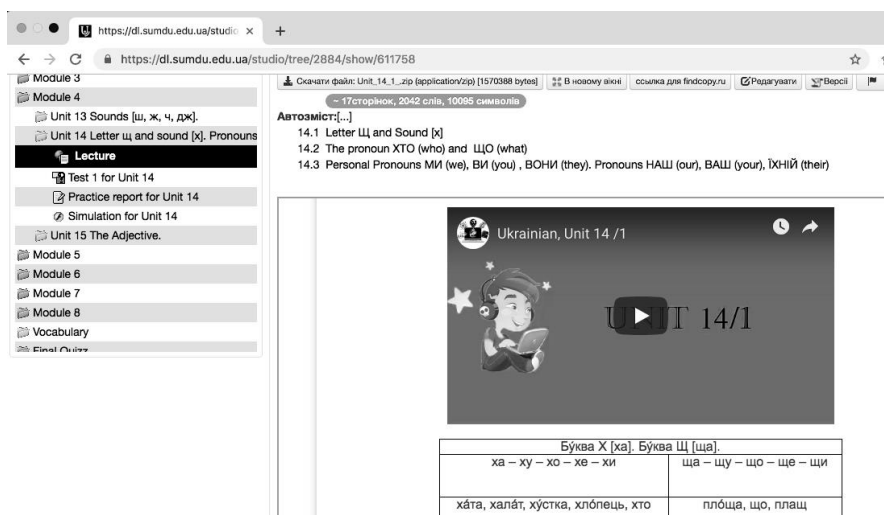 https://dl.sumdu.edu.ua/studio
https://dl.sumdu.edu.ua/studio/tree/2884/show/611758
Module 3
Module 4
Unit 13 Sounds [ш, ж, ч, дж].
Unit 14 Letter щ and sound [x]. Pronouns
Lecture
Test 1 for Unit 14
Practice report for Unit 14
Simulation for Unit 14
Unit 15 The Adjective.
Module 5
Module 6
Module 7
Module 8
Vocabulary
Final Quizz
Скачати файл: Unit_14_1_.zip (application/zip) [1570388 bytes] В новому вікні ссылка для findcopy.ru Редагувати Версії
~ 17сторінок, 2042 слів, 10095 символів
Автозміст:[...]
14.1 Letter Щ and Sound [x]
14.2 The pronoun ХТО (who) and ЩО (what)
14.3 Personal Pronouns МИ (we), ВИ (you) , ВОНИ (they). Pronouns НАШ (our), ВАШ (your), ЇХНІЙ (their)
Ukrainian, Unit 14 /1
UNIT 14/1
Бу́ква Х [ха]. Бу́ква Щ [ща].
ха – ху – хо – хе – хи ща – щу – що – ще – щи
ха́та, хала́т, ху́стка, хло́пець, хто пло́ща, що, плащ